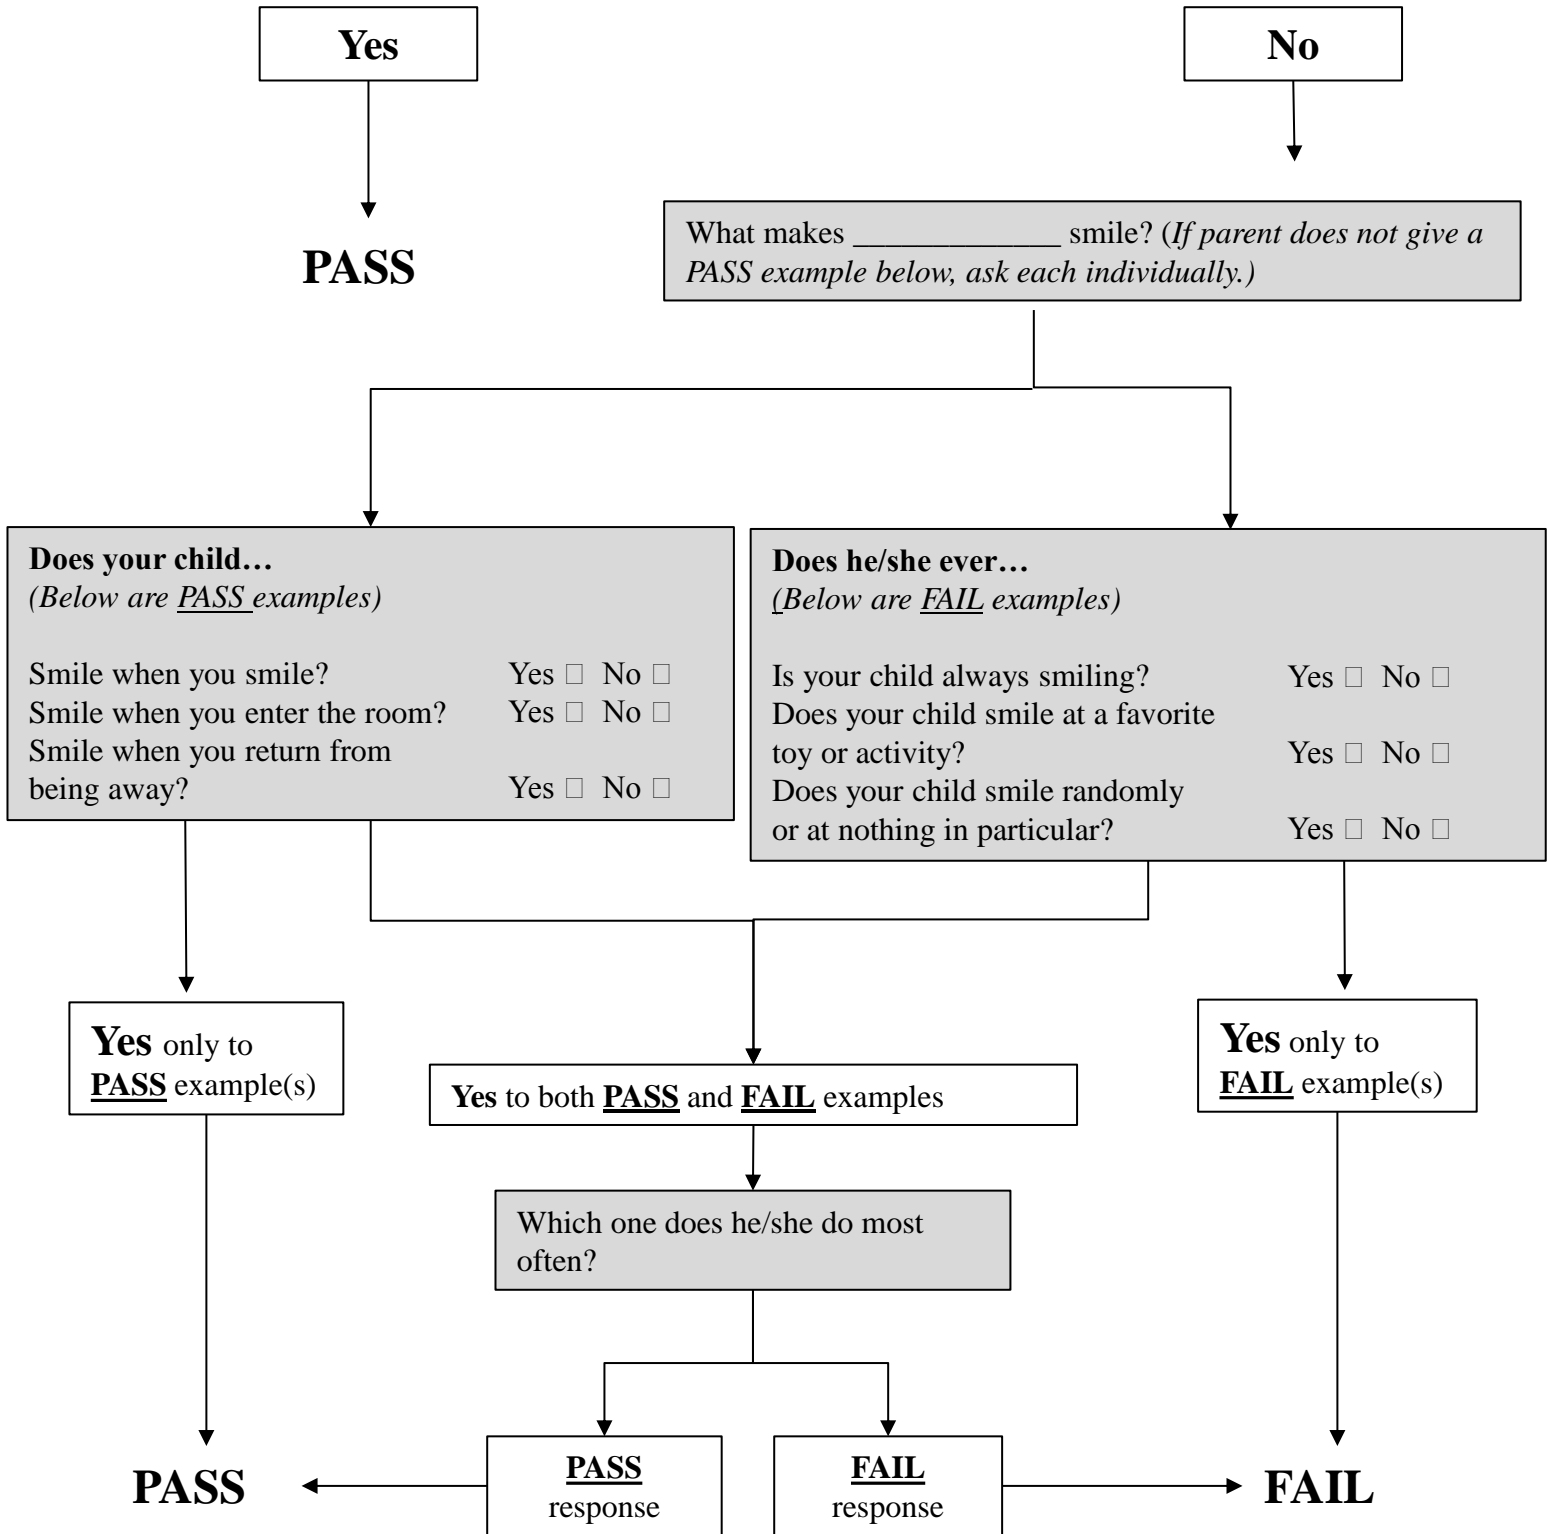 Yes
No
PASS
What makes _____________ smile? (If parent does not give a
PASS example below, ask each individually.)
Does your child…
(Below are PASS examples)
Smile when you smile? Yes □ No □
Smile when you enter the room? Yes □ No □
Smile when you return from
being away? Yes □ No □
Does he/she ever…
(Below are FAIL examples)
Is your child always smiling? Yes □ No □
Does your child smile at a favorite
toy or activity? Yes □ No □
Does your child smile randomly
or at nothing in particular? Yes □ No □
Yes only to
PASS example(s)
Yes to both PASS and FAIL examples
Yes only to
FAIL example(s)
Which one does he/she do most
often?
PASS
PASS
response
FAIL
response
FAIL